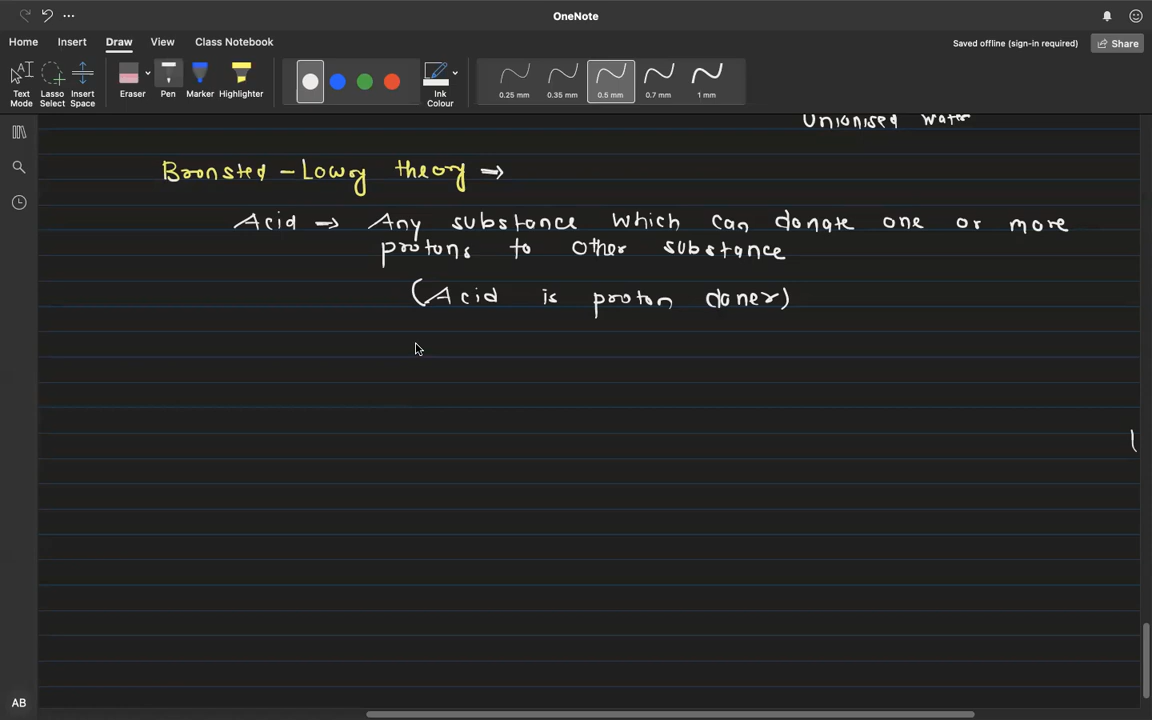 OneNote
Home Insert Draw View Class Notebook
Saved offline (sign-in required)
Share
Text Mode
Lasso Select
Insert Space
Eraser
Pen
Marker
Highlighter
Ink Colour
0.25 mm
0.35 mm
0.5 mm
0.7 mm
1 mm
Unionised water
Bronsted - Lowry theory →
Acid → Any substance which can donate one or more
protons to other substance
(Acid is proton doner)
AB